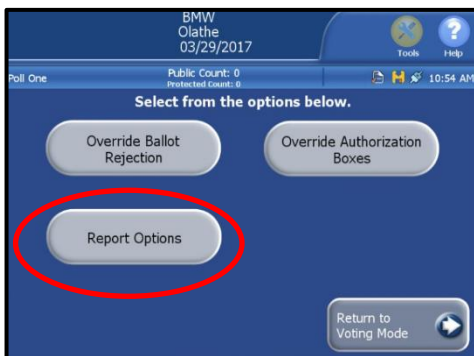 BMW
Olathe
03/29/2017
Tools
Help
Poll One
Public Count: 0
Protected Count: 0
10:54 AM
Select from the options below.
Override Ballot
Rejection
Override Authorization
Boxes
Report Options
Return to
Voting Mode